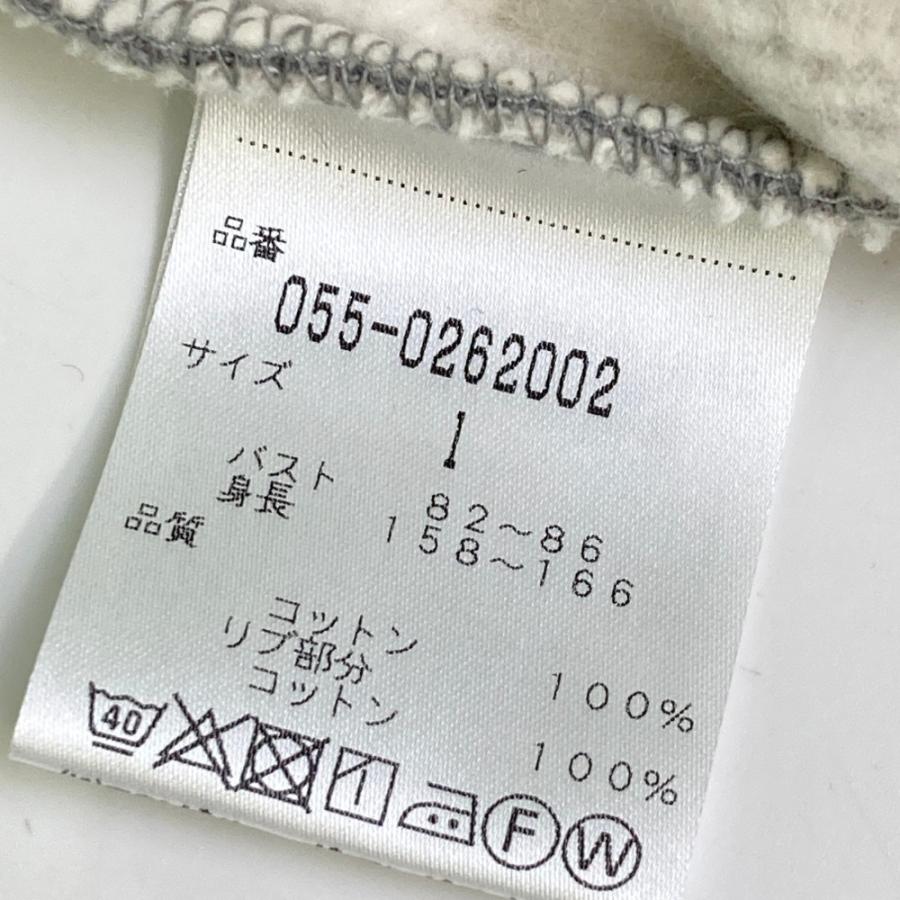 品番
055-0262002
サイズ
1
バスト 82～86
身長 158～166
品質
コットン 100%
リブ部分
コットン 100%
40
F W